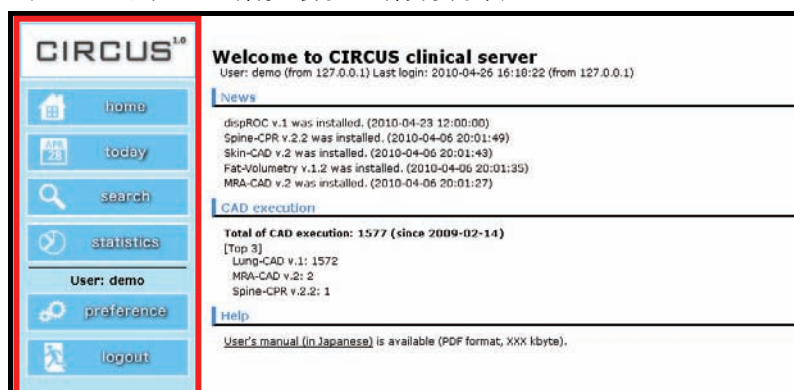 CIRCUS 1.0
home
APR 28 today
search
statistics
User: demo
preference
logout
Welcome to CIRCUS clinical server
User: demo (from 127.0.0.1) Last login: 2010-04-26 16:18:22 (from 127.0.0.1)
News
dispROC v.1 was installed. (2010-04-23 12:00:00)
Spine-CPR v.2.2 was installed. (2010-04-06 20:01:49)
Skin-CAD v.2 was installed. (2010-04-06 20:01:43)
Fat-Volumetry v.1.2 was installed. (2010-04-06 20:01:35)
MRA-CAD v.2 was installed. (2010-04-06 20:01:27)
CAD execution
Total of CAD execution: 1577 (since 2009-02-14)
[Top 3]
Lung-CAD v.1: 1572
MRA-CAD v.2: 2
Spine-CPR v.2.2: 1
Help
User's manual (in Japanese) is available (PDF format, XXX kbyte).